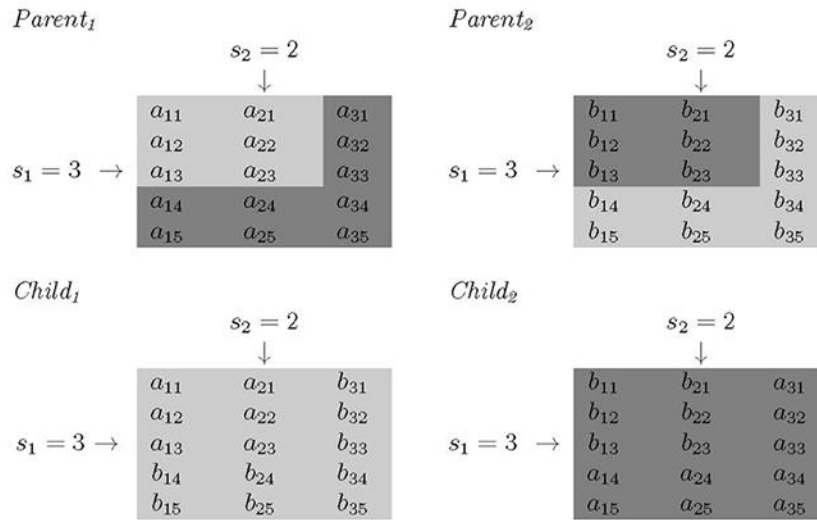 Parent₁ Parent₂
s₂ = 2 s₂ = 2
↓ ↓
a₁₁ a₂₁ a₃₁ b₁₁ b₂₁ b₃₁
a₁₂ a₂₂ a₃₂ b₁₂ b₂₂ b₃₂
s₁ = 3 → a₁₃ a₂₃ a₃₃ s₁ = 3 → b₁₃ b₂₃ b₃₃
a₁₄ a₂₄ a₃₄ b₁₄ b₂₄ b₃₄
a₁₅ a₂₅ a₃₅ b₁₅ b₂₅ b₃₅
Child₁ Child₂
s₂ = 2 s₂ = 2
↓ ↓
a₁₁ a₂₁ b₃₁ b₁₁ b₂₁ a₃₁
a₁₂ a₂₂ b₃₂ b₁₂ b₂₂ a₃₂
s₁ = 3 → a₁₃ a₂₃ b₃₃ s₁ = 3 → b₁₃ b₂₃ a₃₃
b₁₄ b₂₄ b₃₄ a₁₄ a₂₄ a₃₄
b₁₅ b₂₅ b₃₅ a₁₅ a₂₅ a₃₅